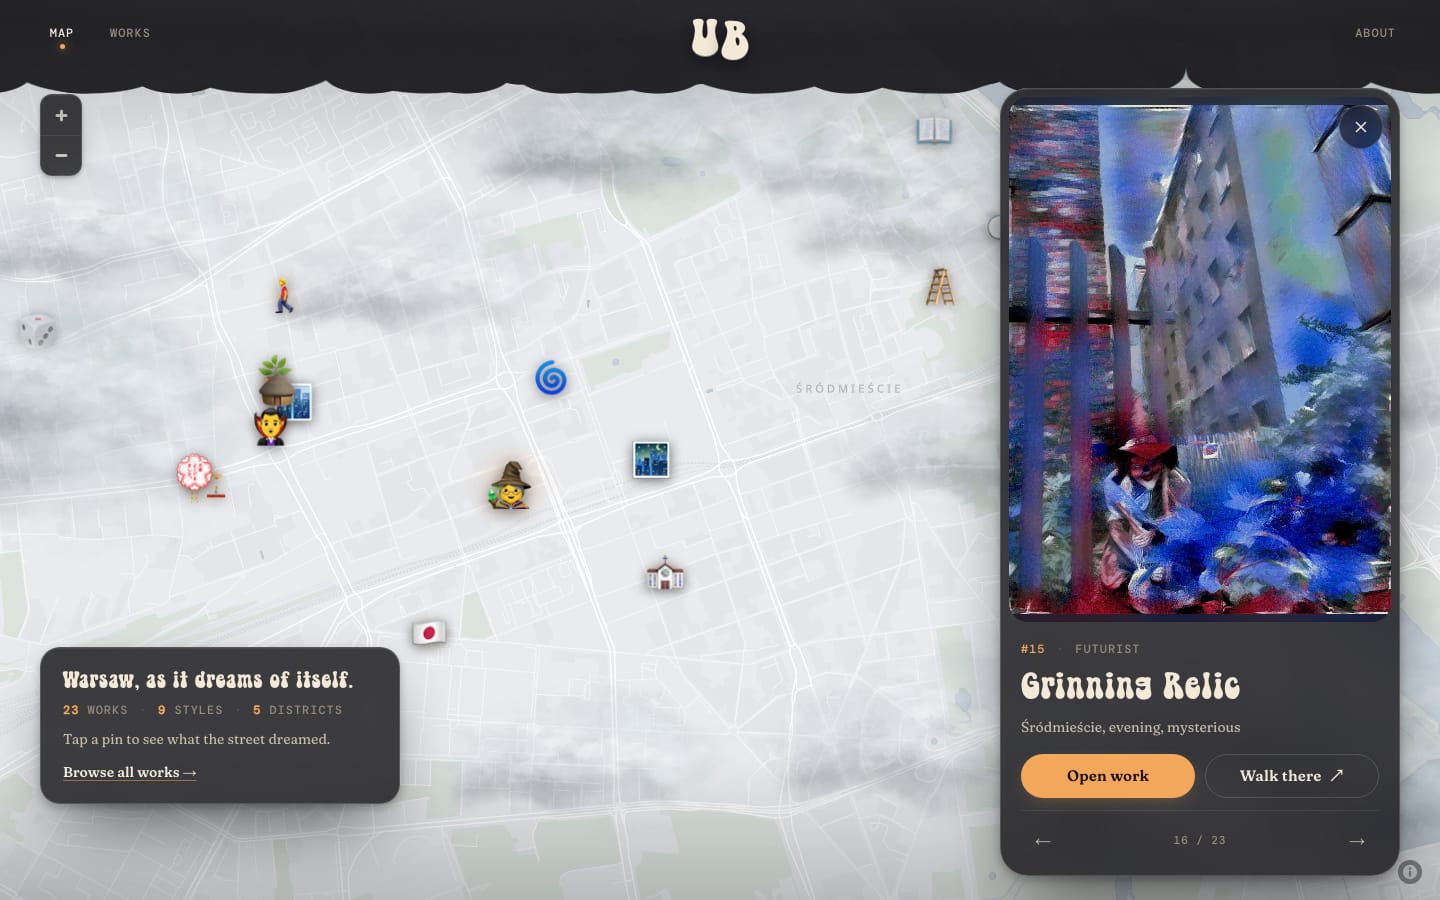 MAP
WORKS
UB
ABOUT
+
−
ŚRÓDMIEŚCIE
Warsaw, as it dreams of itself.
23 WORKS · 9 STYLES · 5 DISTRICTS
Tap a pin to see what the street dreamed.
Browse all works →
#15 · FUTURIST
Grinning Relic
Śródmieście, evening, mysterious
Open work
Walk there ↗
← 16 / 23 →